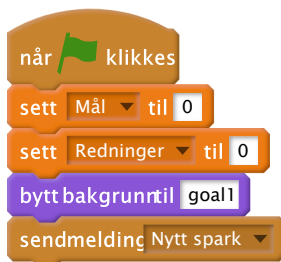 når klikkes
sett Mål til 0
sett Redninger til 0
bytt bakgrunn til goal1
sendmelding Nytt spark